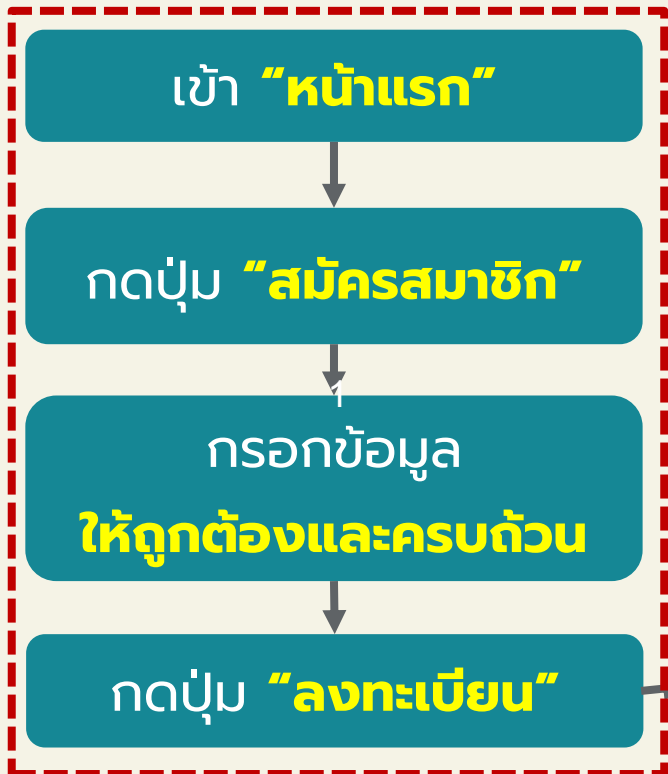 เข้า “หน้าแรก”
กดปุ่ม “สมัครสมาชิก”
1
กรอกข้อมูล
ให้ถูกต้องและครบถ้วน
กดปุ่ม “ลงทะเบียน”